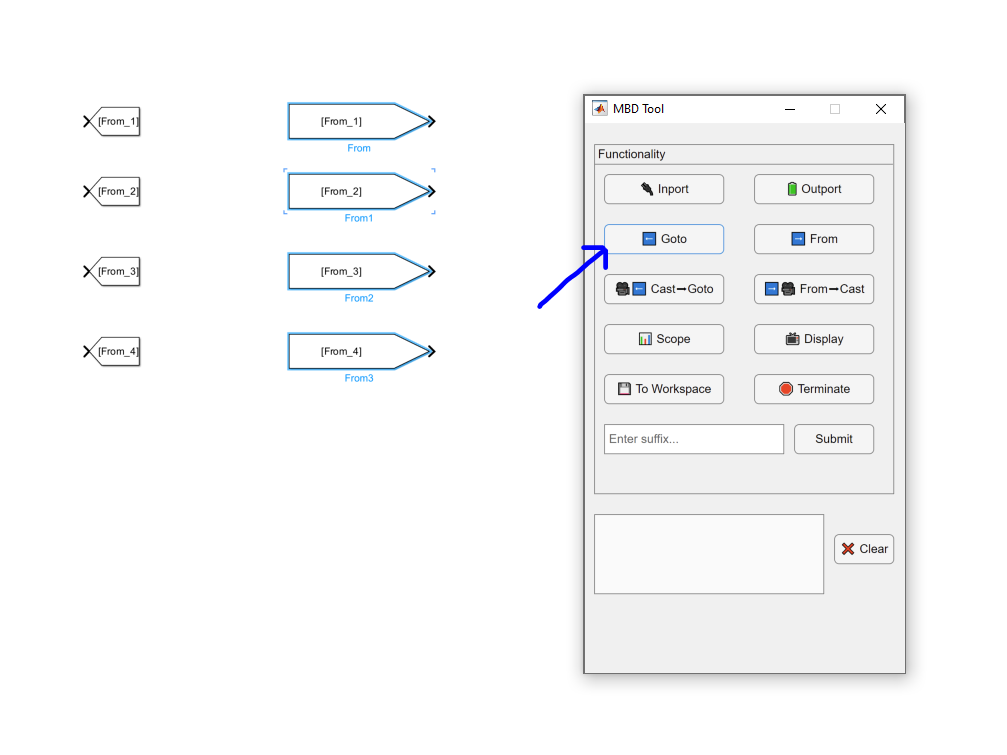 [From_1]
[From_1]
From
[From_2]
[From_2]
From1
[From_3]
[From_3]
From2
[From_4]
[From_4]
From3
MBD Tool
Functionality
Inport
Outport
Goto
From
Cast→Goto
From→Cast
Scope
Display
To Workspace
Terminate
Enter suffix...
Submit
Clear